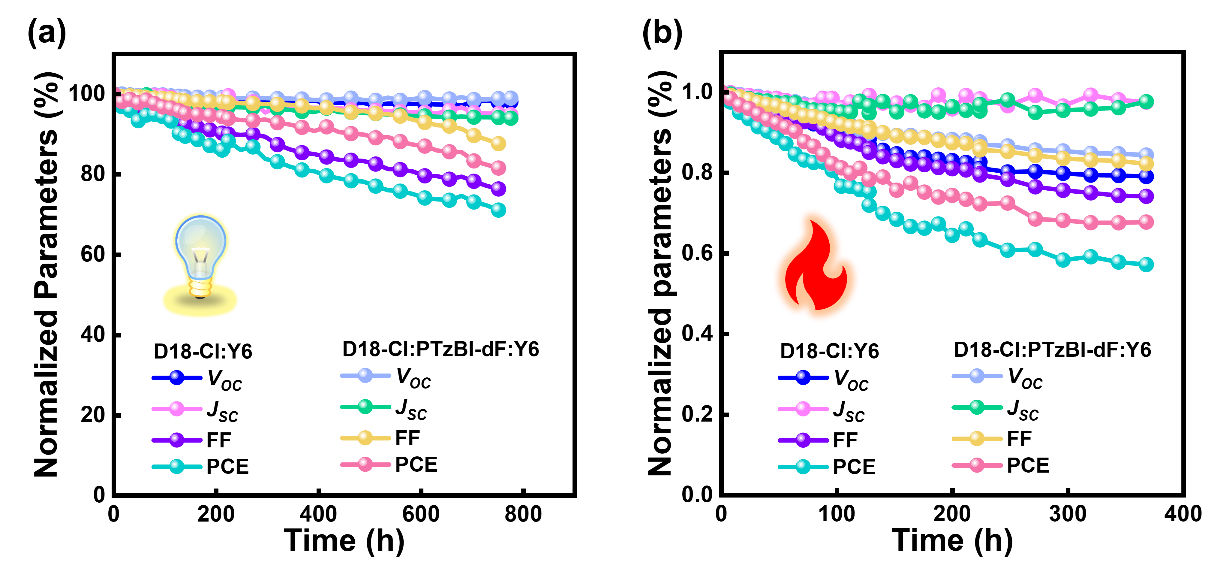 (a)
Normalized Parameters (%)
100
80
60
40
20
0
D18-Cl:Y6
D18-Cl:PTzBI-dF:Y6
VOC
VOC
JSC
JSC
FF
FF
PCE
PCE
0
200
400
600
800
Time (h)
(b)
Normalized parameters (%)
1.0
0.8
0.6
0.4
0.2
0.0
D18-Cl:Y6
D18-Cl:PTzBI-dF:Y6
VOC
VOC
JSC
JSC
FF
FF
PCE
PCE
0
100
200
300
400
Time (h)